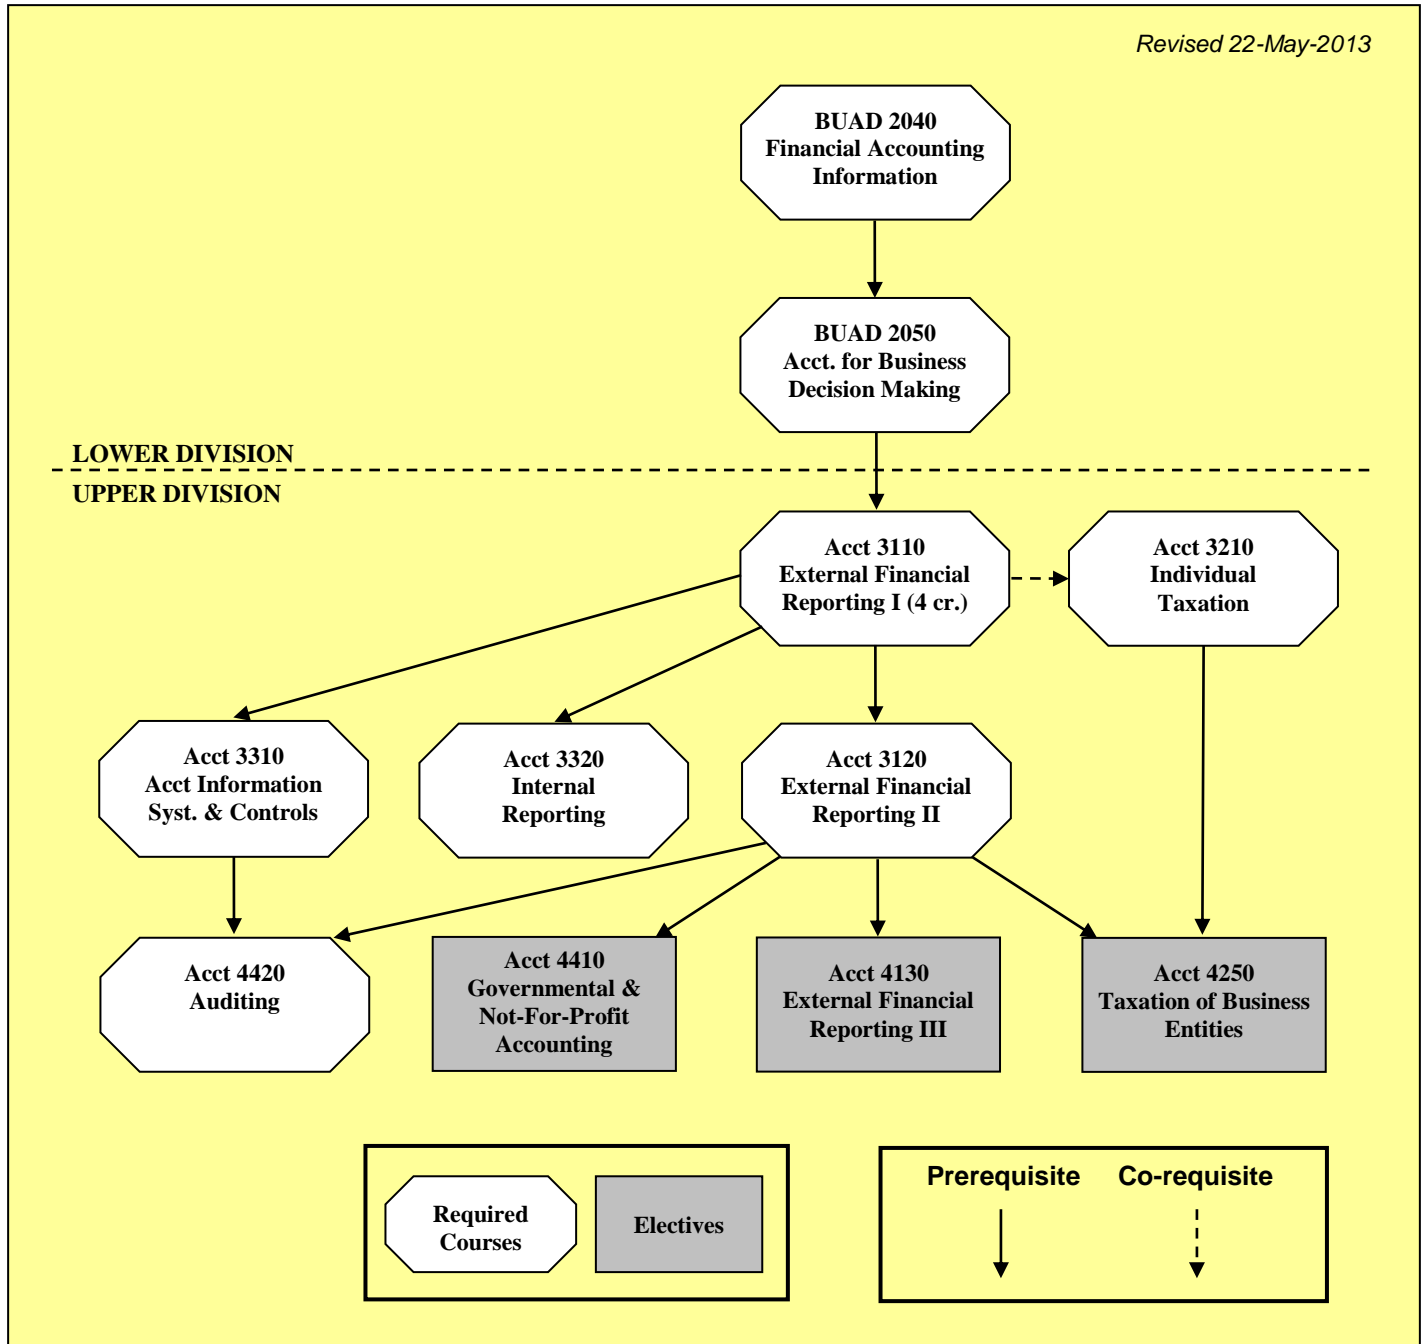 Revised 22-May-2013
BUAD 2040
Financial Accounting
Information
BUAD 2050
Acct. for Business
Decision Making
LOWER DIVISION
UPPER DIVISION
Acct 3110
External Financial
Reporting I (4 cr.)
Acct 3210
Individual
Taxation
Acct 3310
Acct Information
Syst. & Controls
Acct 3320
Internal
Reporting
Acct 3120
External Financial
Reporting II
Acct 4420
Auditing
Acct 4410
Governmental &
Not-For-Profit
Accounting
Acct 4130
External Financial
Reporting III
Acct 4250
Taxation of Business
Entities
Required
Courses
Electives
Prerequisite
Co-requisite